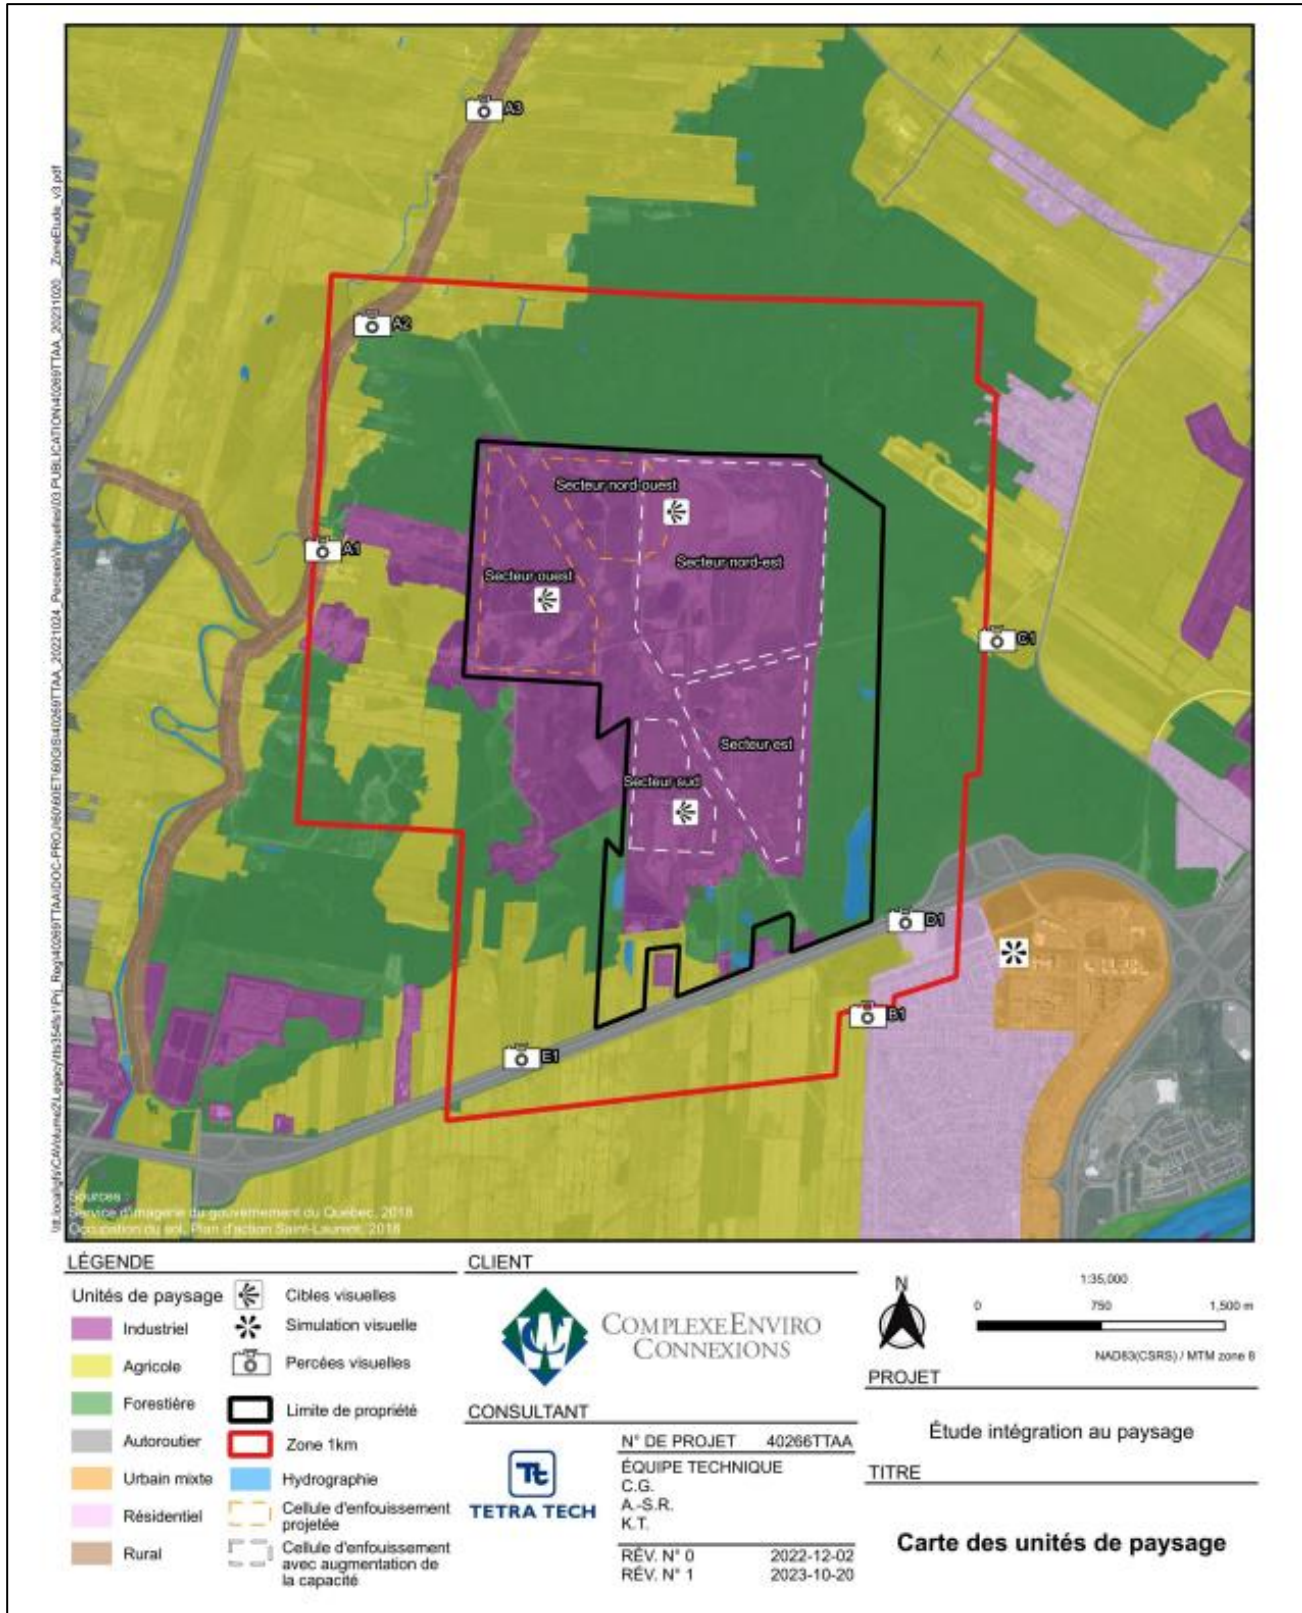 A3
A2
A1
Secteur nord-ouest
Secteur nord-est
Secteur ouest
C1
Secteur est
Secteur sud
D1
B1
E1
Sources :
Service d'imagerie du gouvernement du Québec, 2018
Occupation du sol, Plan d'action Saint-Laurent, 2018
LÉGENDE
Unités de paysage
Industriel
Agricole
Forestière
Autoroutier
Urbain mixte
Résidentiel
Rural
Cibles visuelles
Simulation visuelle
Percées visuelles
Limite de propriété
Zone 1km
Hydrographie
Cellule d'enfouissement
projetée
Cellule d'enfouissement
avec augmentation de
la capacité
CLIENT
COMPLEXE ENVIRO
CONNEXIONS
CONSULTANT
TETRA TECH
N° DE PROJET 40266TTAA
ÉQUIPE TECHNIQUE
C.G.
A.-S.R.
K.T.
RÉV. N° 0 2022-12-02
RÉV. N° 1 2023-10-20
N
1:35,000
0 750 1,500 m
NAD83(CSRS) / MTM zone 8
PROJET
Étude intégration au paysage
TITRE
Carte des unités de paysage